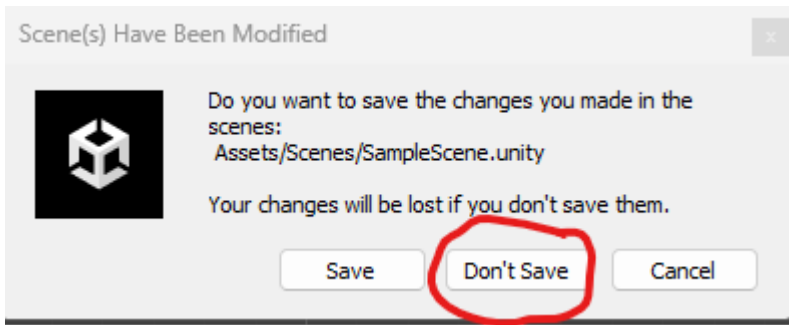 Scene(s) Have Been Modified
x
Do you want to save the changes you made in the
scenes:
Assets/Scenes/SampleScene.unity
Your changes will be lost if you don't save them.
Save
Don't Save
Cancel